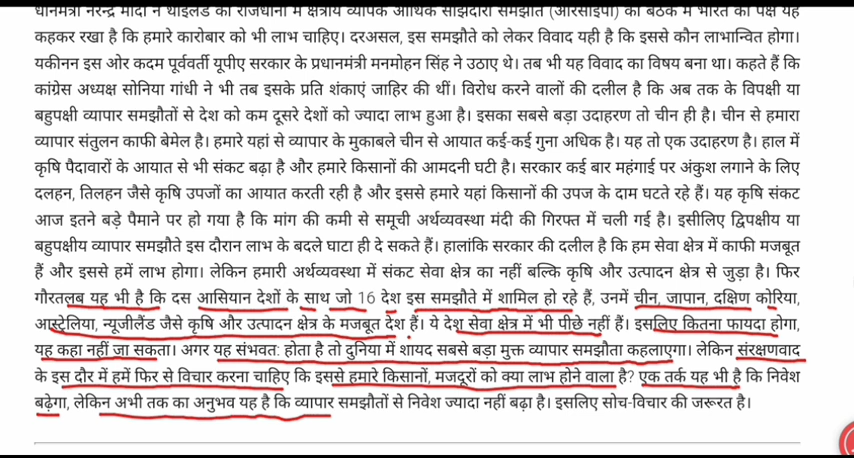 नरेन्द्र मोदी ने थाईलैंड की राजधानी में क्षेत्रीय व्यापक आर्थिक साझेदारी समझौते (आरसीईपी) की बैठक में भारत का पक्ष यह
कहकर रखा है कि हमारे कारोबार को भी लाभ चाहिए। दरअसल, इस समझौते को लेकर विवाद यही है कि इससे कौन लाभान्वित होगा।
यकीनन इस ओर कदम पूर्ववर्ती यूपीए सरकार के प्रधानमंत्री मनमोहन सिंह ने उठाए थे। तब भी यह विवाद का विषय बना था। कहते हैं कि
कांग्रेस अध्यक्ष सोनिया गांधी ने भी तब इसके प्रति शंकाएं जाहिर की थीं। विरोध करने वालों की दलील है कि अब तक के विपक्षी या
बहुपक्षी व्यापार समझौतों से देश को कम दूसरे देशों को ज्यादा लाभ हुआ है। इसका सबसे बड़ा उदाहरण तो चीन ही है। चीन से हमारा
व्यापार संतुलन काफी बेमेल है। हमारे यहां से व्यापार के मुकाबले चीन से आयात कई-कई गुना अधिक है। यह तो एक उदाहरण है। हाल में
कृषि पैदावारों के आयात से भी संकट बढ़ा है और हमारे किसानों की आमदनी घटी है। सरकार कई बार महंगाई पर अंकुश लगाने के लिए
दलहन, तिलहन जैसे कृषि उपजों का आयात करती रही है और इससे हमारे यहां किसानों की उपज के दाम घटते रहे हैं। यह कृषि संकट
आज इतने बड़े पैमाने पर हो गया है कि मांग की कमी से समूची अर्थव्यवस्था मंदी की गिरफ्त में चली गई है। इसीलिए द्विपक्षीय या
बहुपक्षीय व्यापार समझौते इस दौरान लाभ के बदले घाटा ही दे सकते हैं। हालांकि सरकार की दलील है कि हम सेवा क्षेत्र में काफी मजबूत
हैं और इससे हमें लाभ होगा। लेकिन हमारी अर्थव्यवस्था में संकट सेवा क्षेत्र का नहीं बल्कि कृषि और उत्पादन क्षेत्र से जुड़ा है। फिर
गौरतलब यह भी है कि दस आसियान देशों के साथ जो 16 देश इस समझौते में शामिल हो रहे हैं, उनमें चीन, जापान, दक्षिण कोरिया,
आस्ट्रेलिया, न्यूजीलैंड जैसे कृषि और उत्पादन क्षेत्र के मजबूत देश हैं। ये देश सेवा क्षेत्र में भी पीछे नहीं हैं। इसलिए कितना फायदा होगा,
यह कहा नहीं जा सकता। अगर यह संभवत: होता है तो दुनिया में शायद सबसे बड़ा मुक्त व्यापार समझौता कहलाएगा। लेकिन संरक्षणवाद
के इस दौर में हमें फिर से विचार करना चाहिए कि इससे हमारे किसानों, मजदूरों को क्या लाभ होने वाला है? एक तर्क यह भी है कि निवेश
बढ़ेगा, लेकिन अभी तक का अनुभव यह है कि व्यापार समझौतों से निवेश ज्यादा नहीं बढ़ा है। इसलिए सोच-विचार की जरूरत है।